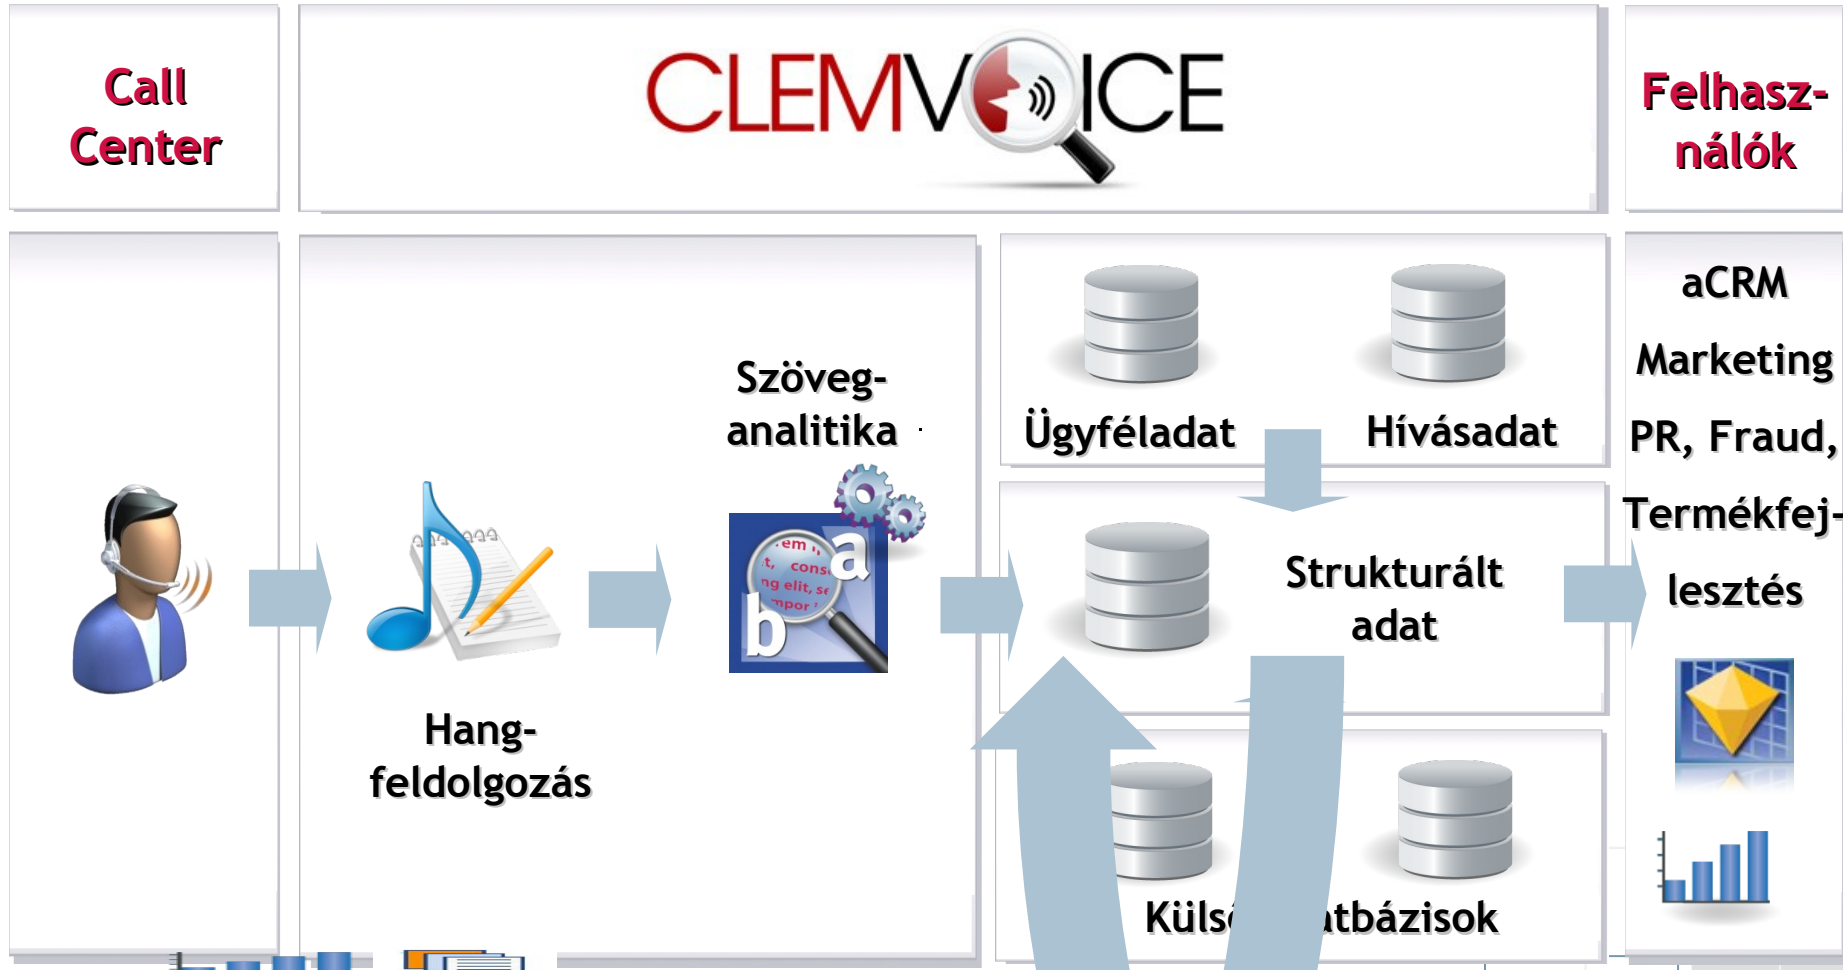 Call
Center
CLEMVOICE
Felhasz-
nálók
Szöveg-
analitika
Hang-
feldolgozás
Ügyféladat
Hívásadat
Strukturált
adat
aCRM
Marketing
PR, Fraud,
Termékfej-
lesztés